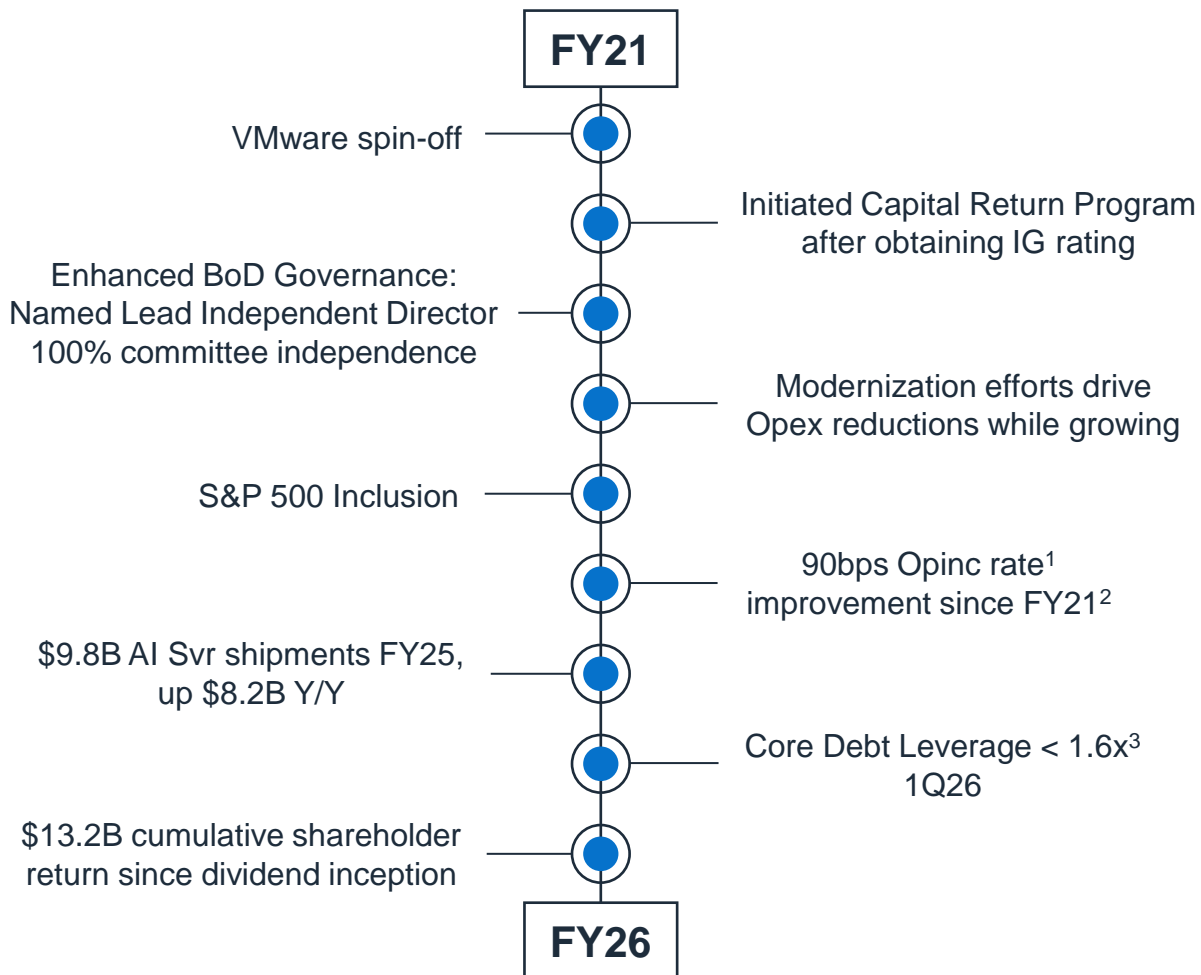 FY21
VMware spin-off
Initiated Capital Return Program
after obtaining IG rating
Enhanced BoD Governance:
Named Lead Independent Director
100% committee independence
Modernization efforts drive
Opex reductions while growing
S&P 500 Inclusion
90bps Opinc rate¹
improvement since FY21²
$9.8B AI Svr shipments FY25,
up $8.2B Y/Y
Core Debt Leverage < 1.6x³
1Q26
$13.2B cumulative shareholder
return since dividend inception
FY26